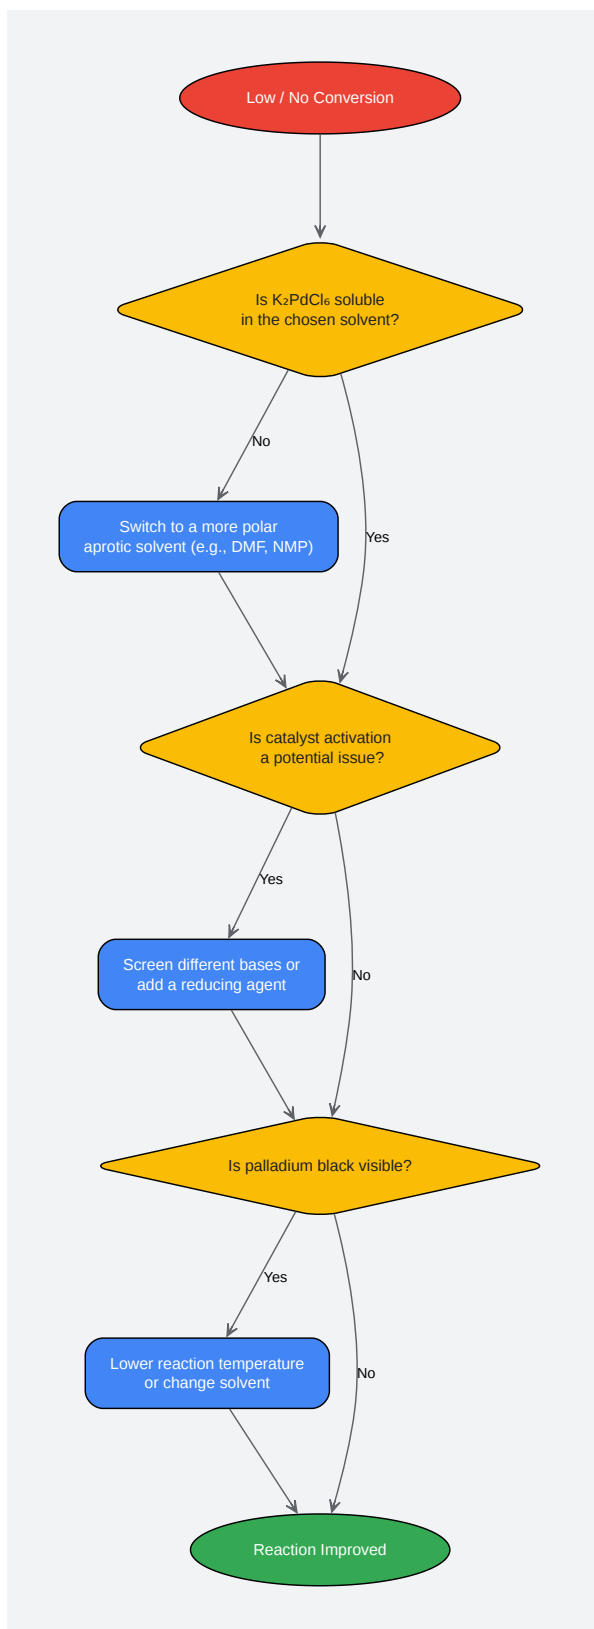 Low / No Conversion
Is K₂PdCl₆ soluble
in the chosen solvent?
No
Switch to a more polar
aprotic solvent (e.g., DMF, NMP)
Yes
Is catalyst activation
a potential issue?
Yes
Screen different bases or
add a reducing agent
No
Is palladium black visible?
Yes
Lower reaction temperature
or change solvent
No
Reaction Improved